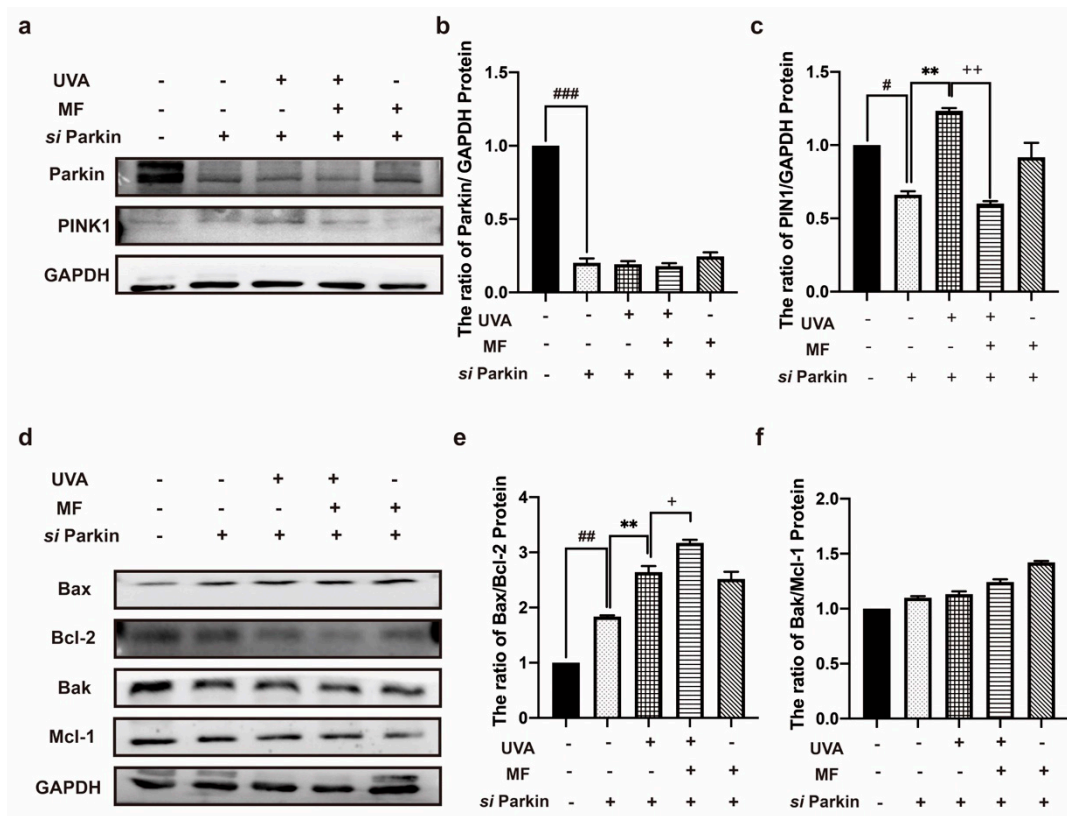 a
UVA - - + + -
MF - - - + +
si Parkin - + + + +
Parkin
PINK1
GAPDH
b
The ratio of Parkin/ GAPDH Protein
1.5
1.0
0.5
0.0
###
UVA - - + + -
MF - - - + +
si Parkin - + + + +
c
The ratio of PIN1/GAPDH Protein
1.5
1.0
0.5
0.0
# ** ++
UVA - - + + -
MF - - - + +
si Parkin - + + + +
d
UVA - - + + -
MF - - - + +
si Parkin - + + + +
Bax
Bcl-2
Bak
Mcl-1
GAPDH
e
The ratio of Bax/Bcl-2 Protein
4
3
2
1
0
## ** +
UVA - - + + -
MF - - - + +
si Parkin - + + + +
f
The ratio of Bak/Mcl-1 Protein
2.0
1.5
1.0
0.5
0.0
UVA - - + + -
MF - - - + +
si Parkin - + + + +